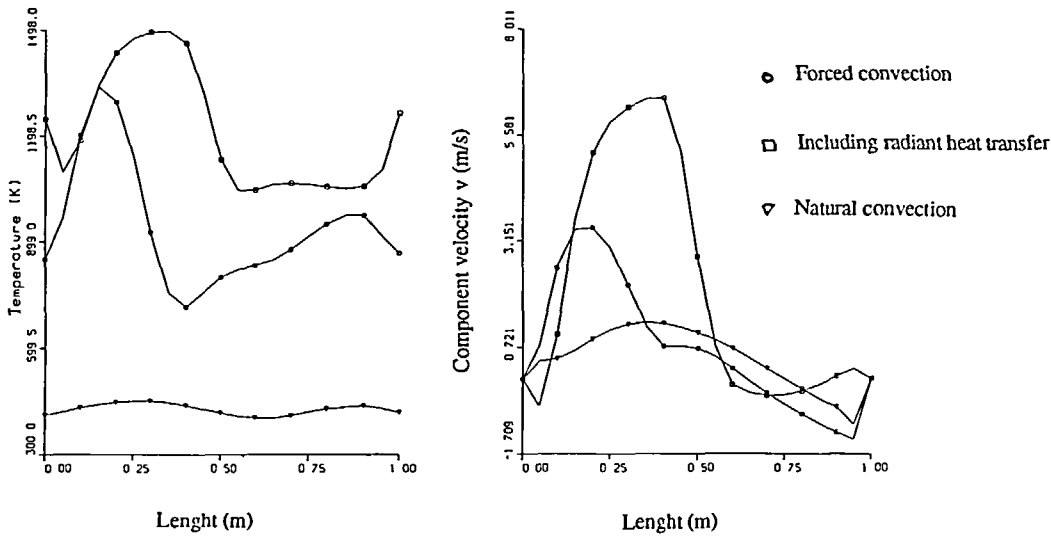 1498.0
1198.5
899.0
599.5
300.0
Temperature (K)
0 00
0 25
0 50
0 75
1 00
Lenght (m)
8 011
5 581
3,151
0 721
-1 709
Component velocity v (m/s)
0 00
0 25
0 50
0 75
1 00
Lenght (m)
Forced convection
Including radiant heat transfer
Natural convection